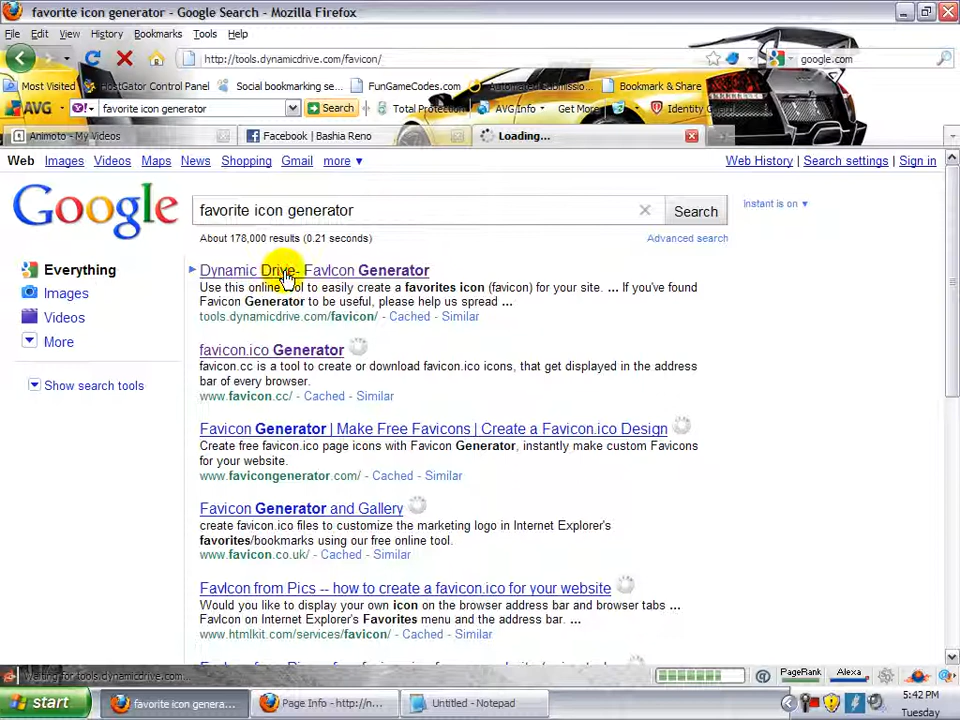 favorite icon generator - Google Search - Mozilla Firefox
File Edit View History Bookmarks Tools Help
http://tools.dynamicdrive.com/favicon/
google.com
Most Visited HostGator Control Panel Social bookmarking se... FunGameCodes.com Automated Submissio... Bookmark & Share
AVG Y! favorite icon generator Search Total Protection AVG Info Get More Identity
Animoto - My Videos Facebook | Bashia Reno Loading...
Web Images Videos Maps News Shopping Gmail more ▼ Web History | Search settings | Sign in
Google favorite icon generator Search Instant is on ▼
About 178,000 results (0.21 seconds) Advanced search
Everything
Images
Videos
More
Show search tools
Dynamic Drive- FavIcon Generator
Use this online tool to easily create a favorites icon (favicon) for your site. ... If you've found
Favicon Generator to be useful, please help us spread ...
tools.dynamicdrive.com/favicon/ - Cached - Similar
favicon.ico Generator
favicon.cc is a tool to create or download favicon.ico icons, that get displayed in the address
bar of every browser.
www.favicon.cc/ - Cached - Similar
Favicon Generator | Make Free Favicons | Create a Favicon.ico Design
Create free favicon.ico page icons with Favicon Generator, instantly make custom Favicons
for your website.
www.favicongenerator.com/ - Cached - Similar
Favicon Generator and Gallery
create favicon.ico files to customize the marketing logo in Internet Explorer's
favorites/bookmarks using our free online tool.
www.favicon.co.uk/ - Cached - Similar
FavIcon from Pics -- how to create a favicon.ico for your website
Would you like to display your own icon on the browser address bar and browser tabs ...
FavIcon on Internet Explorer's Favorites menu and the address bar. ...
www.htmlkit.com/services/favicon/ - Cached - Similar
Waiting for tools.dynamicdrive.com...
PageRank Alexa
start favorite icon genera... Page Info - http://n... Untitled - Notepad
5:42 PM
Tuesday